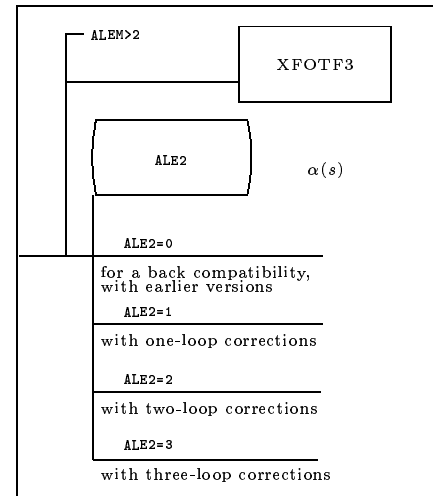 ALEM>2
XFOTF3
ALE2
α(s)
ALE2=0
for a back compatibility,
with earlier versions
ALE2=1
with one-loop corrections
ALE2=2
with two-loop corrections
ALE2=3
with three-loop corrections